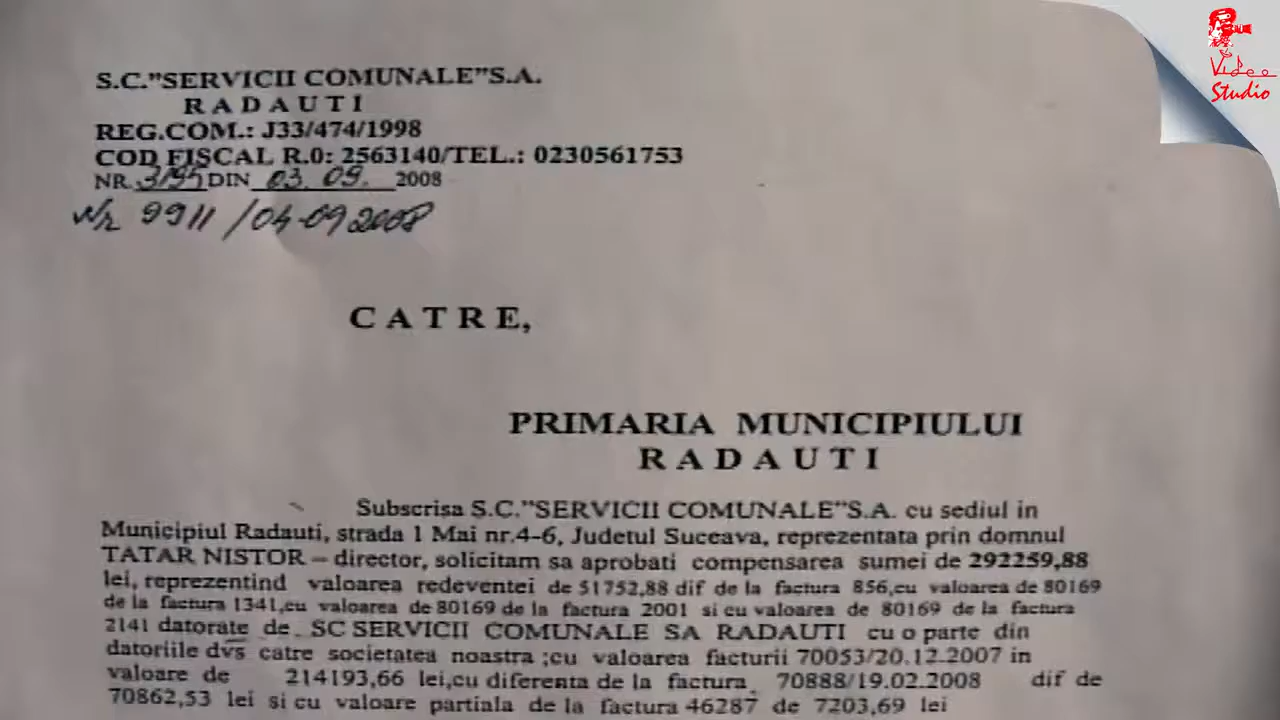 S.C."SERVICII COMUNALE"S.A.
RADAUTI
REG.COM.: J33/474/1998
COD FISCAL R.0: 2563140/TEL.: 0230561753
NR. 3195 DIN 03.09. 2008
Nr 9911 /04-09 2008
CATRE,
PRIMARIA MUNICIPIULUI
RADAUTI
Subscrisa S.C."SERVICII COMUNALE"S.A. cu sediul in
Municipiul Radauti, strada 1 Mai nr.4-6, Judetul Suceava, reprezentata prin domnul
TATAR NISTOR – director, solicitam sa aprobati compensarea sumei de 292259,88
lei, reprezentind valoarea redeventei de 51752,88 dif de la factura 856,cu valoarea de 80169
de la factura 1341,cu valoarea de 80169 de la factura 2001 si cu valoarea de 80169 de la factura
2141 datorate de SC SERVICII COMUNALE SA RADAUTI cu o parte din
datoriile dvs catre societatea noastra ;cu valoarea facturii 70053/20.12.2007 in
valoare de 214193,66 lei,cu diferenta de la factura 70888/19.02.2008 dif de
70862,53 lei si cu valoare partiala de la factura 46287 de 7203,69 lei
Video
Studio